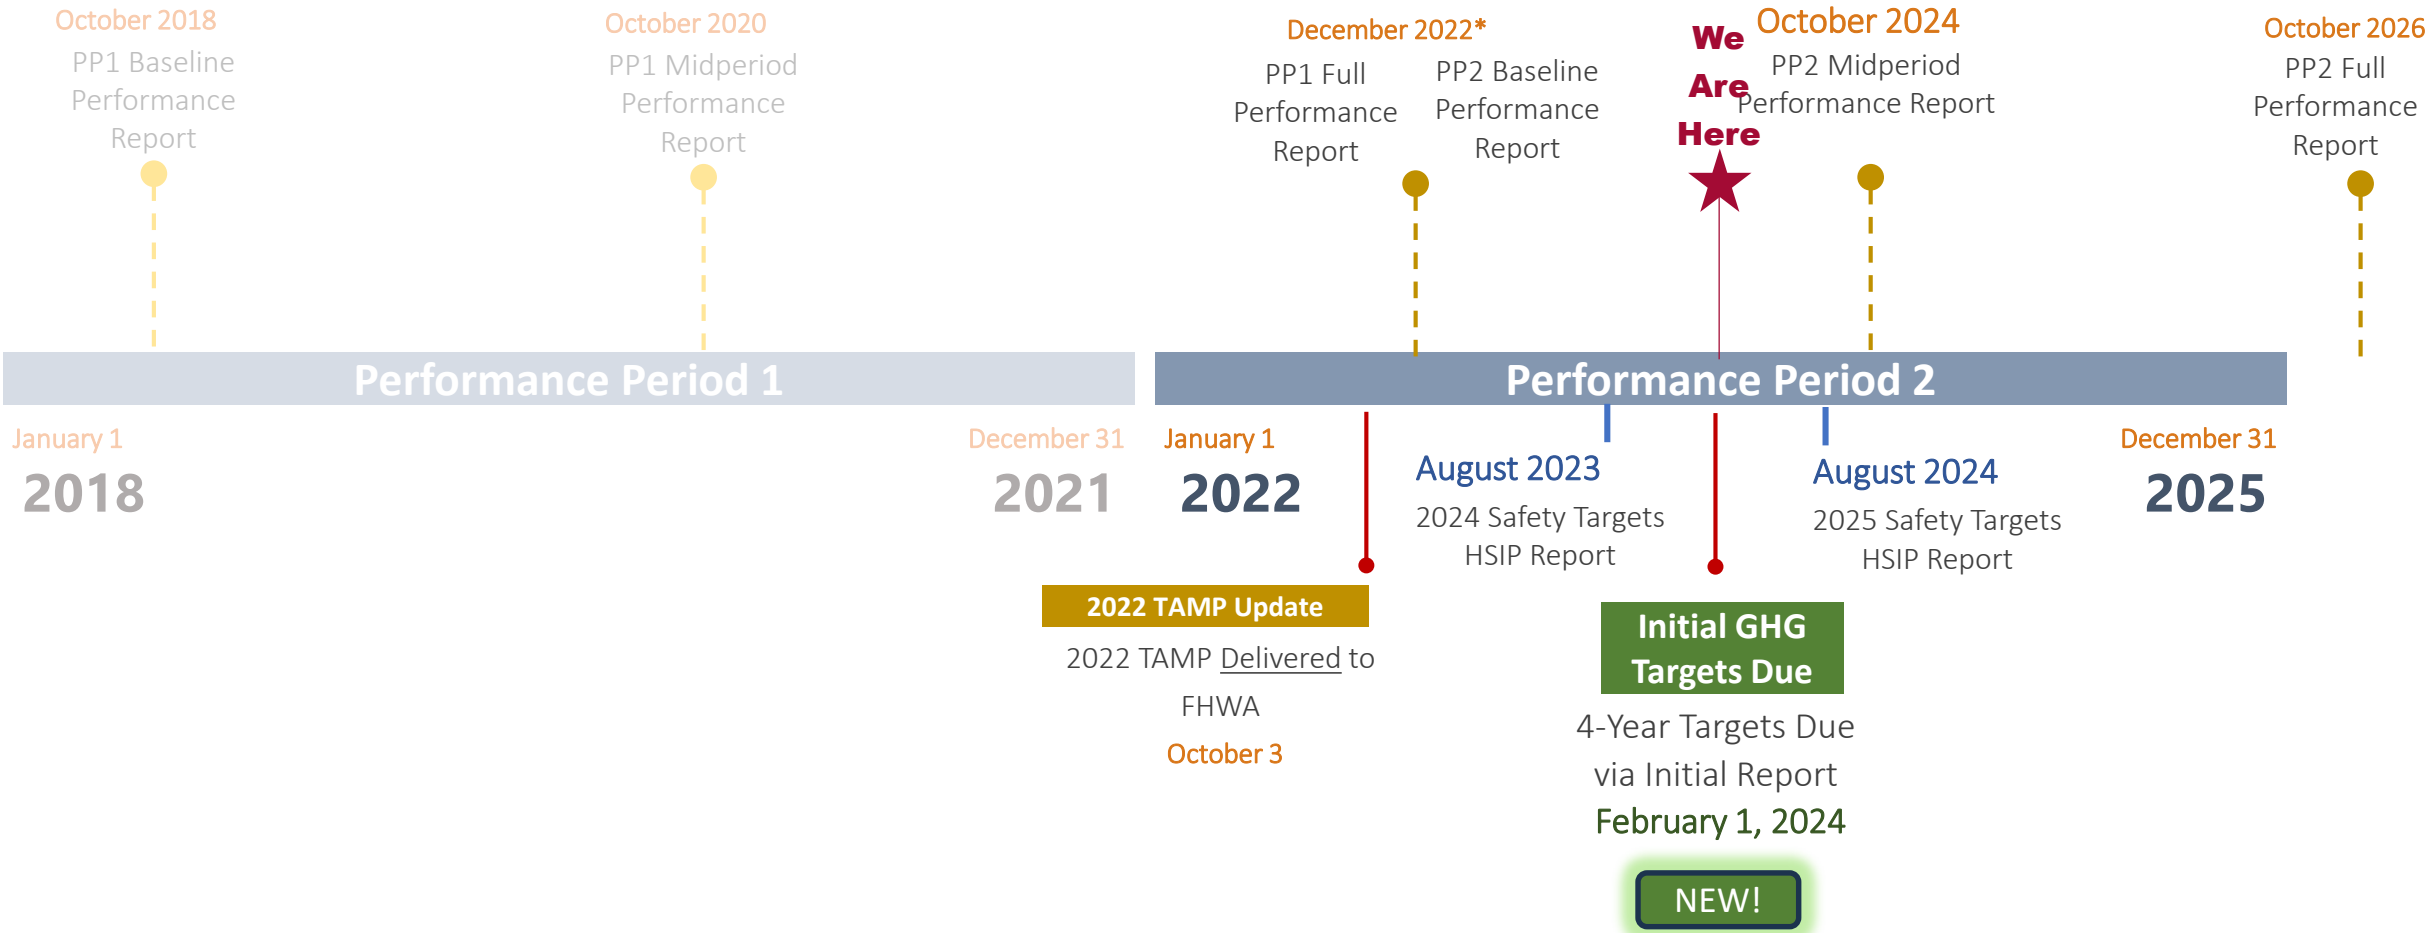 October 2018
PP1 Baseline
Performance
Report
October 2020
PP1 Midperiod
Performance
Report
December 2022*
PP1 Full
Performance
Report
PP2 Baseline
Performance
Report
We
Are
Here
October 2024
PP2 Midperiod
Performance Report
October 2026
PP2 Full
Performance
Report
Performance Period 1
Performance Period 2
January 1
2018
December 31
2021
January 1
2022
August 2023
2024 Safety Targets
HSIP Report
August 2024
2025 Safety Targets
HSIP Report
December 31
2025
2022 TAMP Update
2022 TAMP Delivered to
FHWA
October 3
Initial GHG
Targets Due
4-Year Targets Due
via Initial Report
February 1, 2024
NEW!